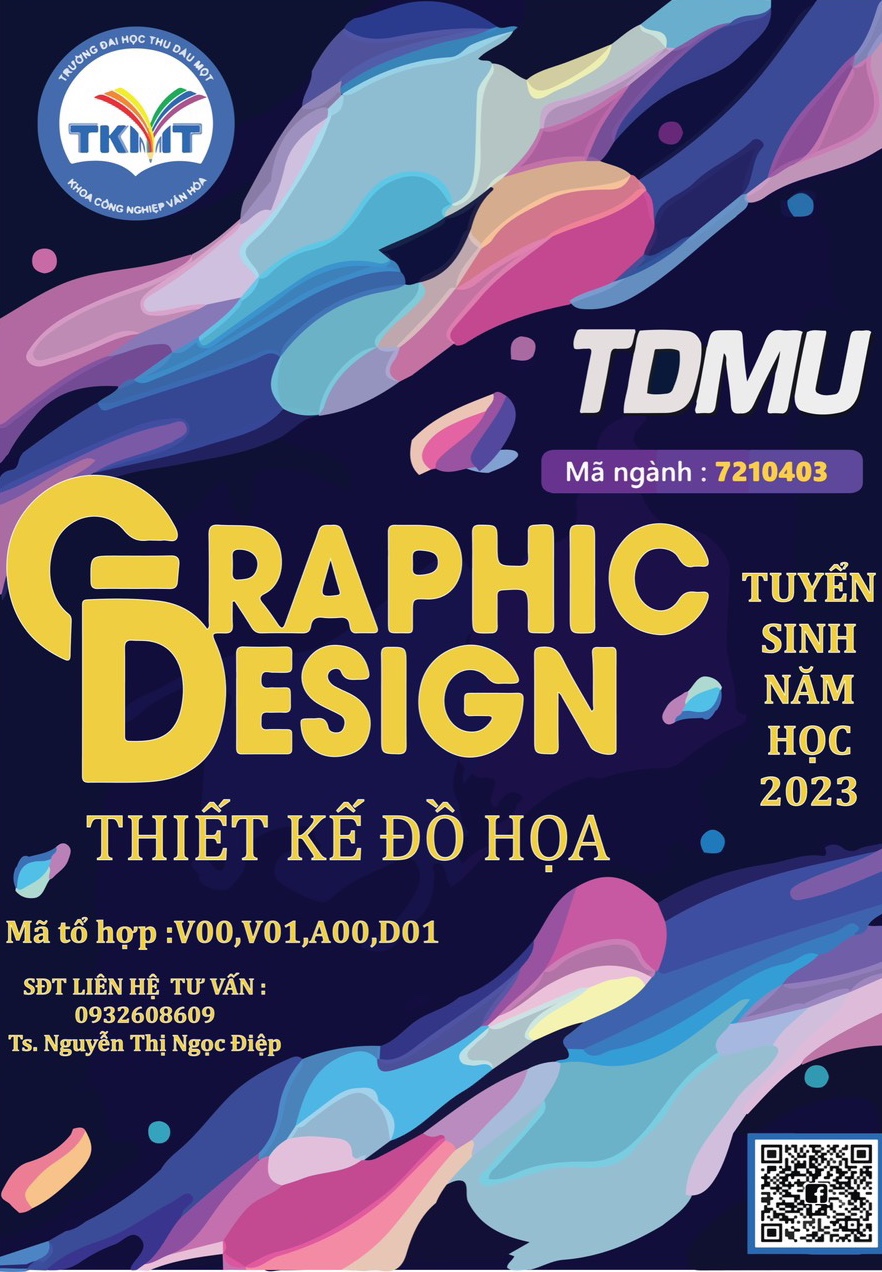 TRƯỜNG ĐẠI HỌC THỦ DẦU MỘT
TKMT
KHOA CÔNG NGHIỆP VĂN HÓA
TDMU
Mã ngành : 7210403
GRAPHIC
DESIGN
TUYỂN
SINH
NĂM
HỌC
2023
THIẾT KẾ ĐỒ HỌA
Mã tổ hợp :V00,V01,A00,D01
SĐT LIÊN HỆ TƯ VẤN :
0932608609
Ts. Nguyễn Thị Ngọc Điệp